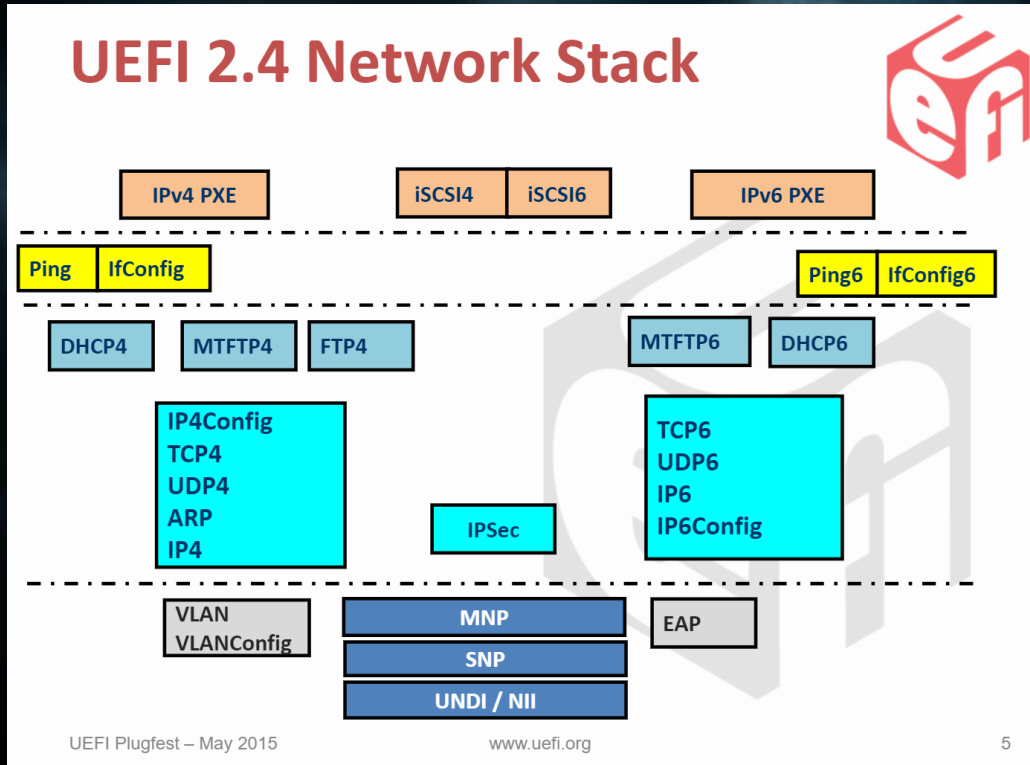 UEFI 2.4 Network Stack
UEFI
IPv4 PXE
iSCSI4
iSCSI6
IPv6 PXE
Ping
IfConfig
Ping6
IfConfig6
DHCP4
MTFTP4
FTP4
MTFTP6
DHCP6
IP4Config
TCP4
UDP4
ARP
IP4
IPSec
TCP6
UDP6
IP6
IP6Config
VLAN
VLANConfig
MNP
SNP
UNDI / NII
EAP
UEFI Plugfest – May 2015
www.uefi.org
5